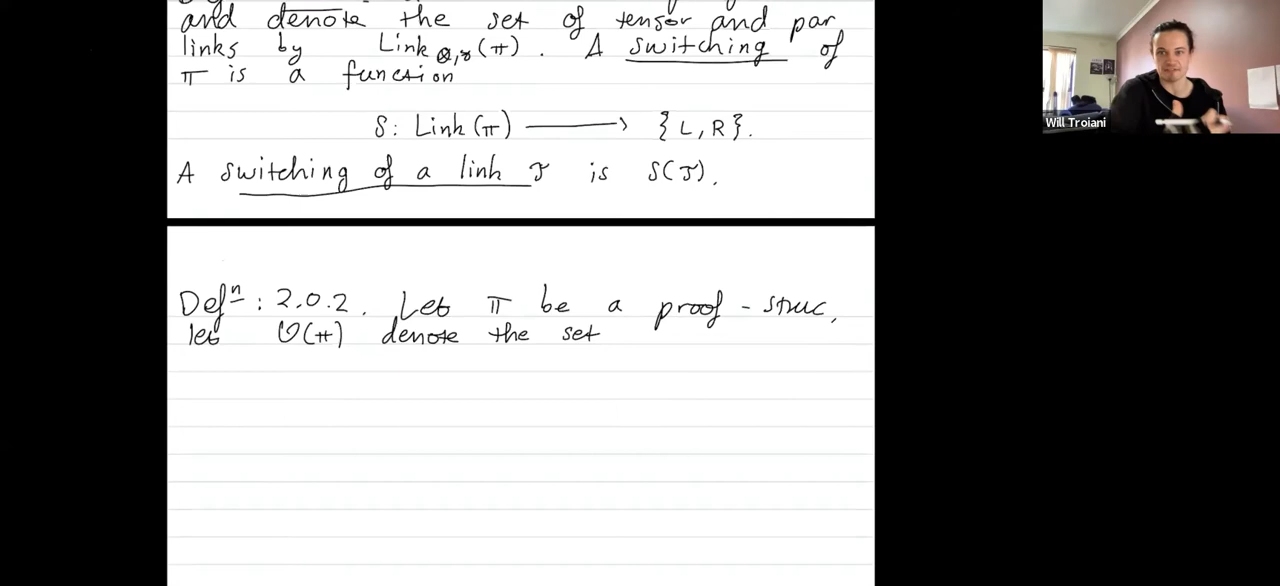 and denote the set of tensor and par
links by Link⊗,⅋(π). A switching of
π is a funcsion
S: Link(π) ⟶ {L, R}.
A switching of a link τ is S(τ).
Defⁿ: 2.0.2. Let π be a proof-struc,
let O(π) denote the set
Will Troiani